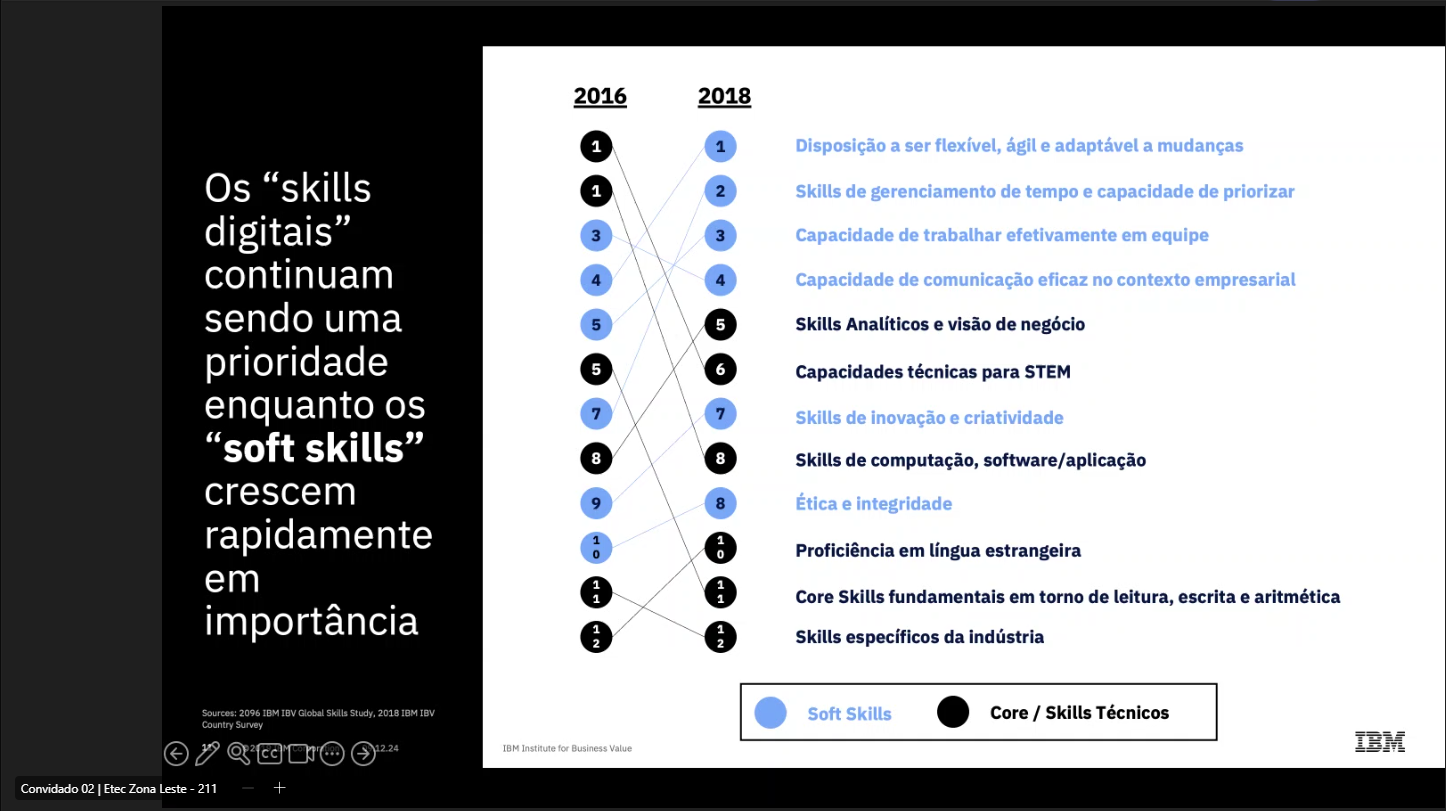 Os “skills
digitais”
continuam
sendo uma
prioridade
enquanto os
“soft skills”
crescem
rapidamente
em
importância
Sources: 2096 IBM IBV Global Skills Study, 2018 IBM IBV
Country Survey
12.24
2016 2018
1 1 Disposição a ser flexível, ágil e adaptável a mudanças
1 2 Skills de gerenciamento de tempo e capacidade de priorizar
3 3 Capacidade de trabalhar efetivamente em equipe
4 4 Capacidade de comunicação eficaz no contexto empresarial
5 5 Skills Analíticos e visão de negócio
5 6 Capacidades técnicas para STEM
7 7 Skills de inovação e criatividade
8 8 Skills de computação, software/aplicação
9 8 Ética e integridade
10 10 Proficiência em língua estrangeira
11 11 Core Skills fundamentais em torno de leitura, escrita e aritmética
12 12 Skills específicos da indústria
Soft Skills Core / Skills Técnicos
IBM Institute for Business Value
IBM
CC
Convidado 02 | Etec Zona Leste - 211